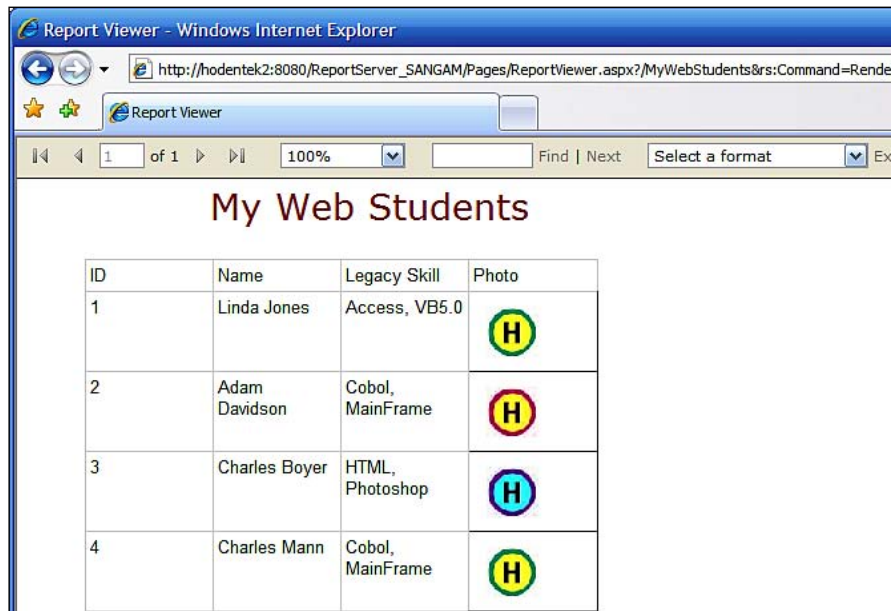 Report Viewer - Windows Internet Explorer
http://hodentek2:8080/ReportServer_SANGAM/Pages/ReportViewer.aspx?/MyWebStudents&rs:Command=Rende
Report Viewer
1 of 1 100% Find | Next Select a format Ex
My Web Students
ID Name Legacy Skill Photo
1 Linda Jones Access, VB5.0 H
2 Adam Cobol,
Davidson MainFrame H
3 Charles Boyer HTML,
Photoshop H
4 Charles Mann Cobol,
MainFrame H